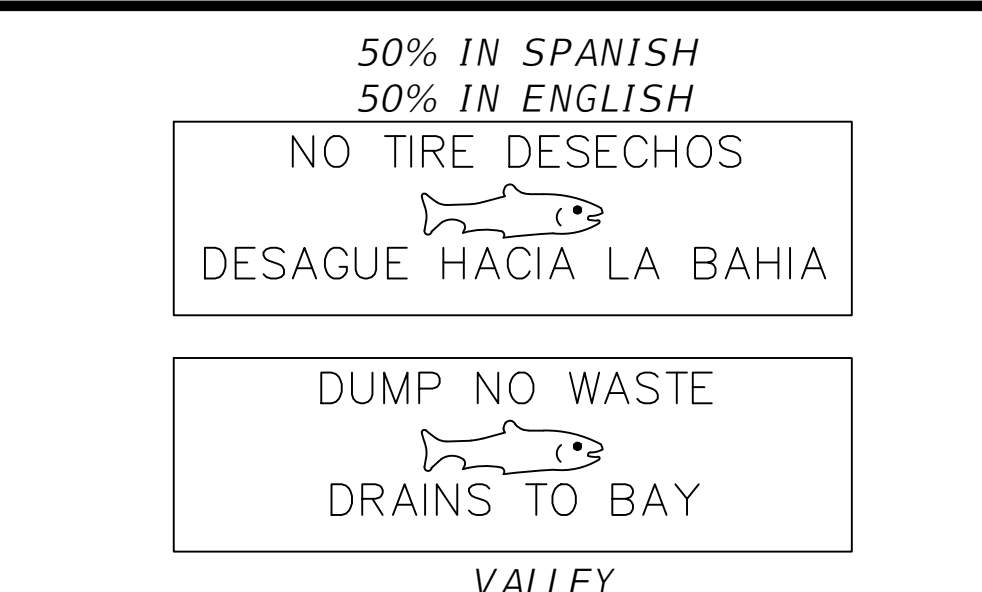 50% IN SPANISH
50% IN ENGLISH
NO TIRE DESECHOS
DESAGUE HACIA LA BAHIA
DUMP NO WASTE
DRAINS TO BAY
VALLEY